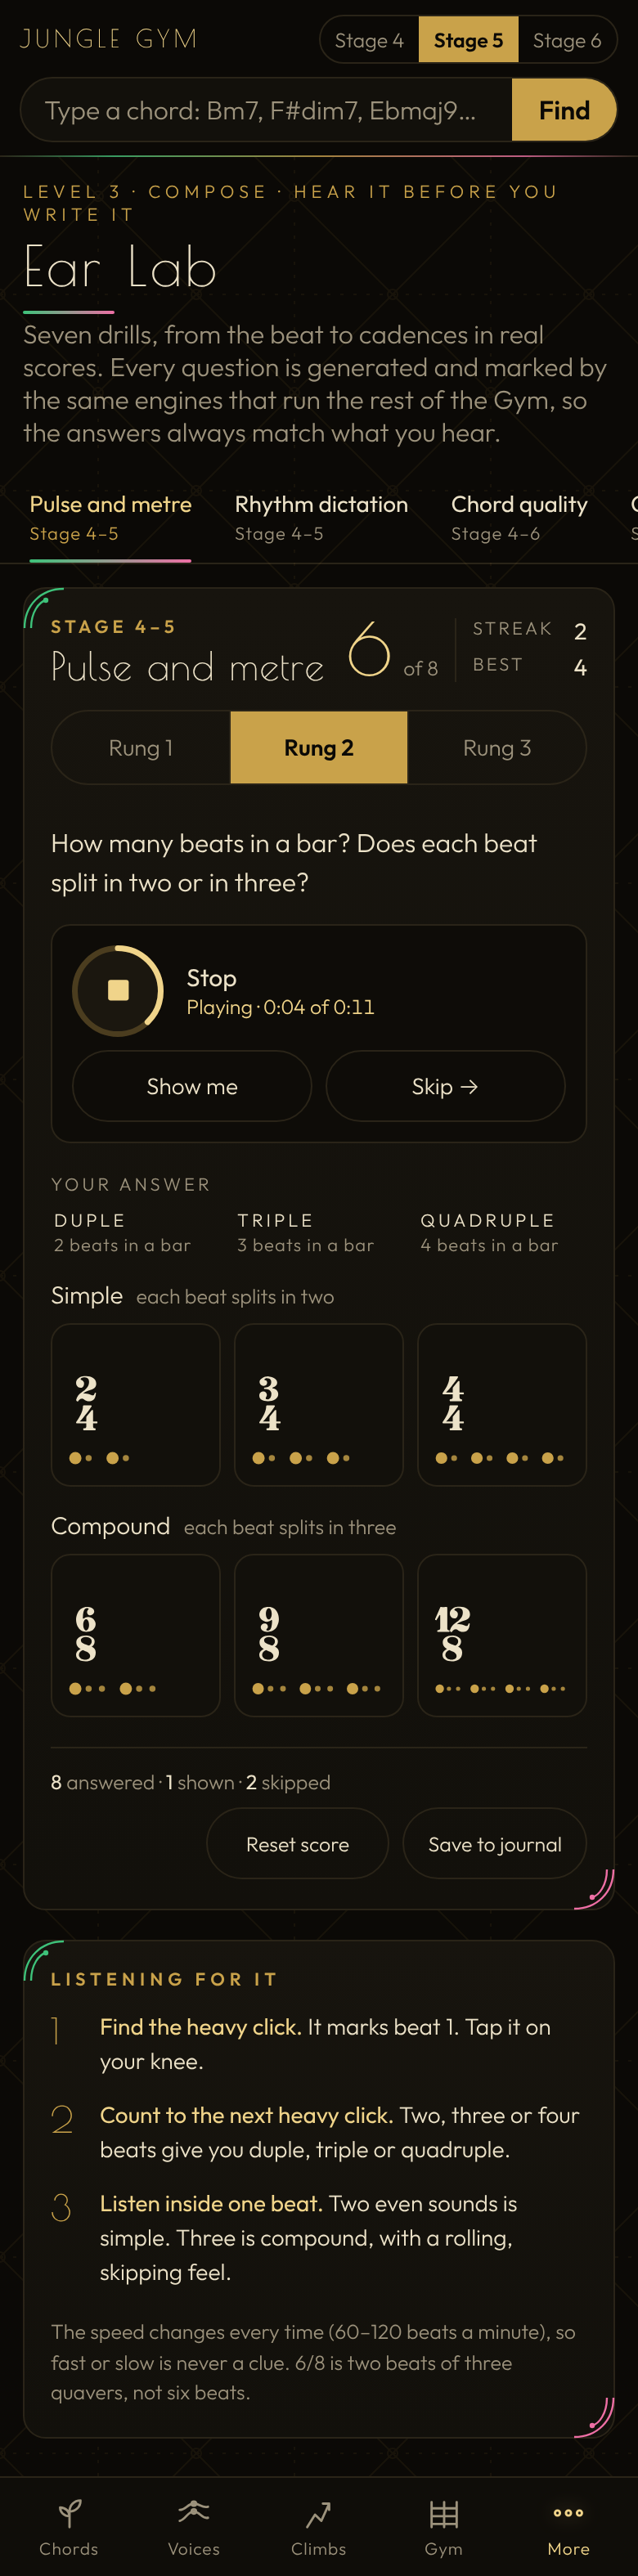 JUNGLE GYM
Stage 4 Stage 5 Stage 6
Type a chord: Bm7, F#dim7, Ebmaj9... Find
LEVEL 3 · COMPOSE · HEAR IT BEFORE YOU
WRITE IT
Ear Lab
Seven drills, from the beat to cadences in real
scores. Every question is generated and marked by
the same engines that run the rest of the Gym, so
the answers always match what you hear.
Pulse and metre Rhythm dictation Chord quality
Stage 4–5 Stage 4–5 Stage 4–6
STAGE 4–5
Pulse and metre 6 of 8 STREAK 2
BEST 4
Rung 1 Rung 2 Rung 3
How many beats in a bar? Does each beat
split in two or in three?
Stop
Playing · 0:04 of 0:11
Show me Skip →
YOUR ANSWER
DUPLE TRIPLE QUADRUPLE
2 beats in a bar 3 beats in a bar 4 beats in a bar
Simple each beat splits in two
2 3 4
4 4 4
Compound each beat splits in three
6 9 12
8 8 8
8 answered · 1 shown · 2 skipped
Reset score Save to journal
LISTENING FOR IT
1 Find the heavy click. It marks beat 1. Tap it on
your knee.
2 Count to the next heavy click. Two, three or four
beats give you duple, triple or quadruple.
3 Listen inside one beat. Two even sounds is
simple. Three is compound, with a rolling,
skipping feel.
The speed changes every time (60–120 beats a minute), so
fast or slow is never a clue. 6/8 is two beats of three
quavers, not six beats.
Chords Voices Climbs Gym More